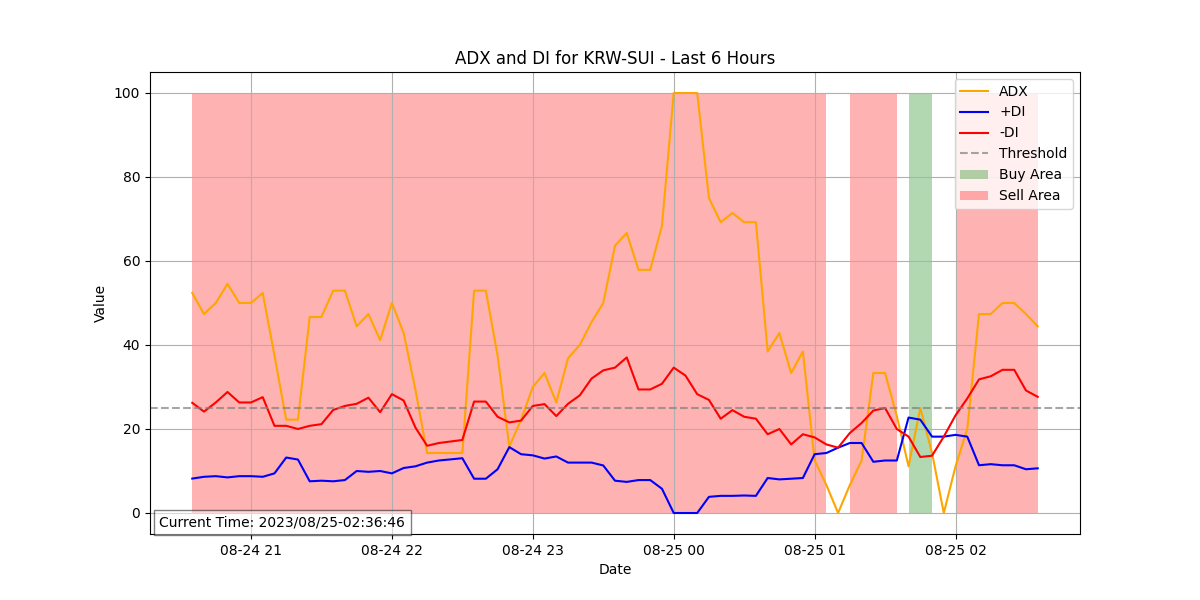 ADX and DI for KRW-SUI - Last 6 Hours
ADX
+DI
-DI
Threshold
Buy Area
Sell Area
100
80
60
40
20
0
Value
Current Time: 2023/08/25-02:36:46
08-24 21
08-24 22
08-24 23
08-25 00
08-25 01
08-25 02
Date